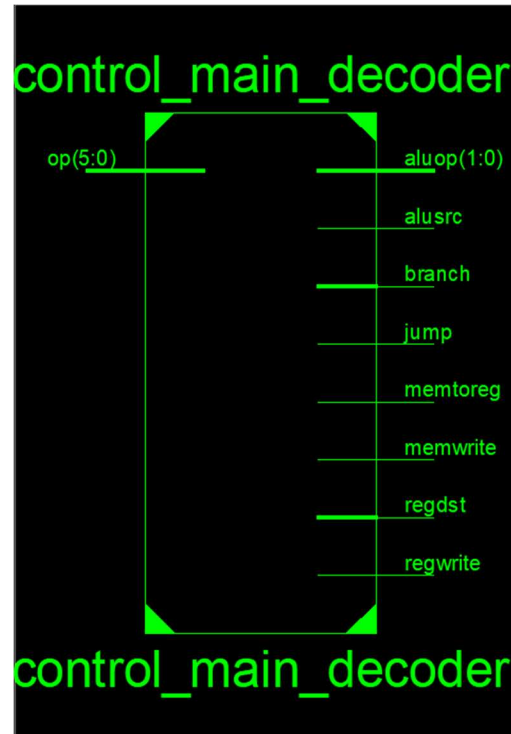 control_main_decoder
op(5:0)
aluop(1:0)
alusrc
branch
jump
memtoreg
memwrite
regdst
regwrite
control_main_decoder